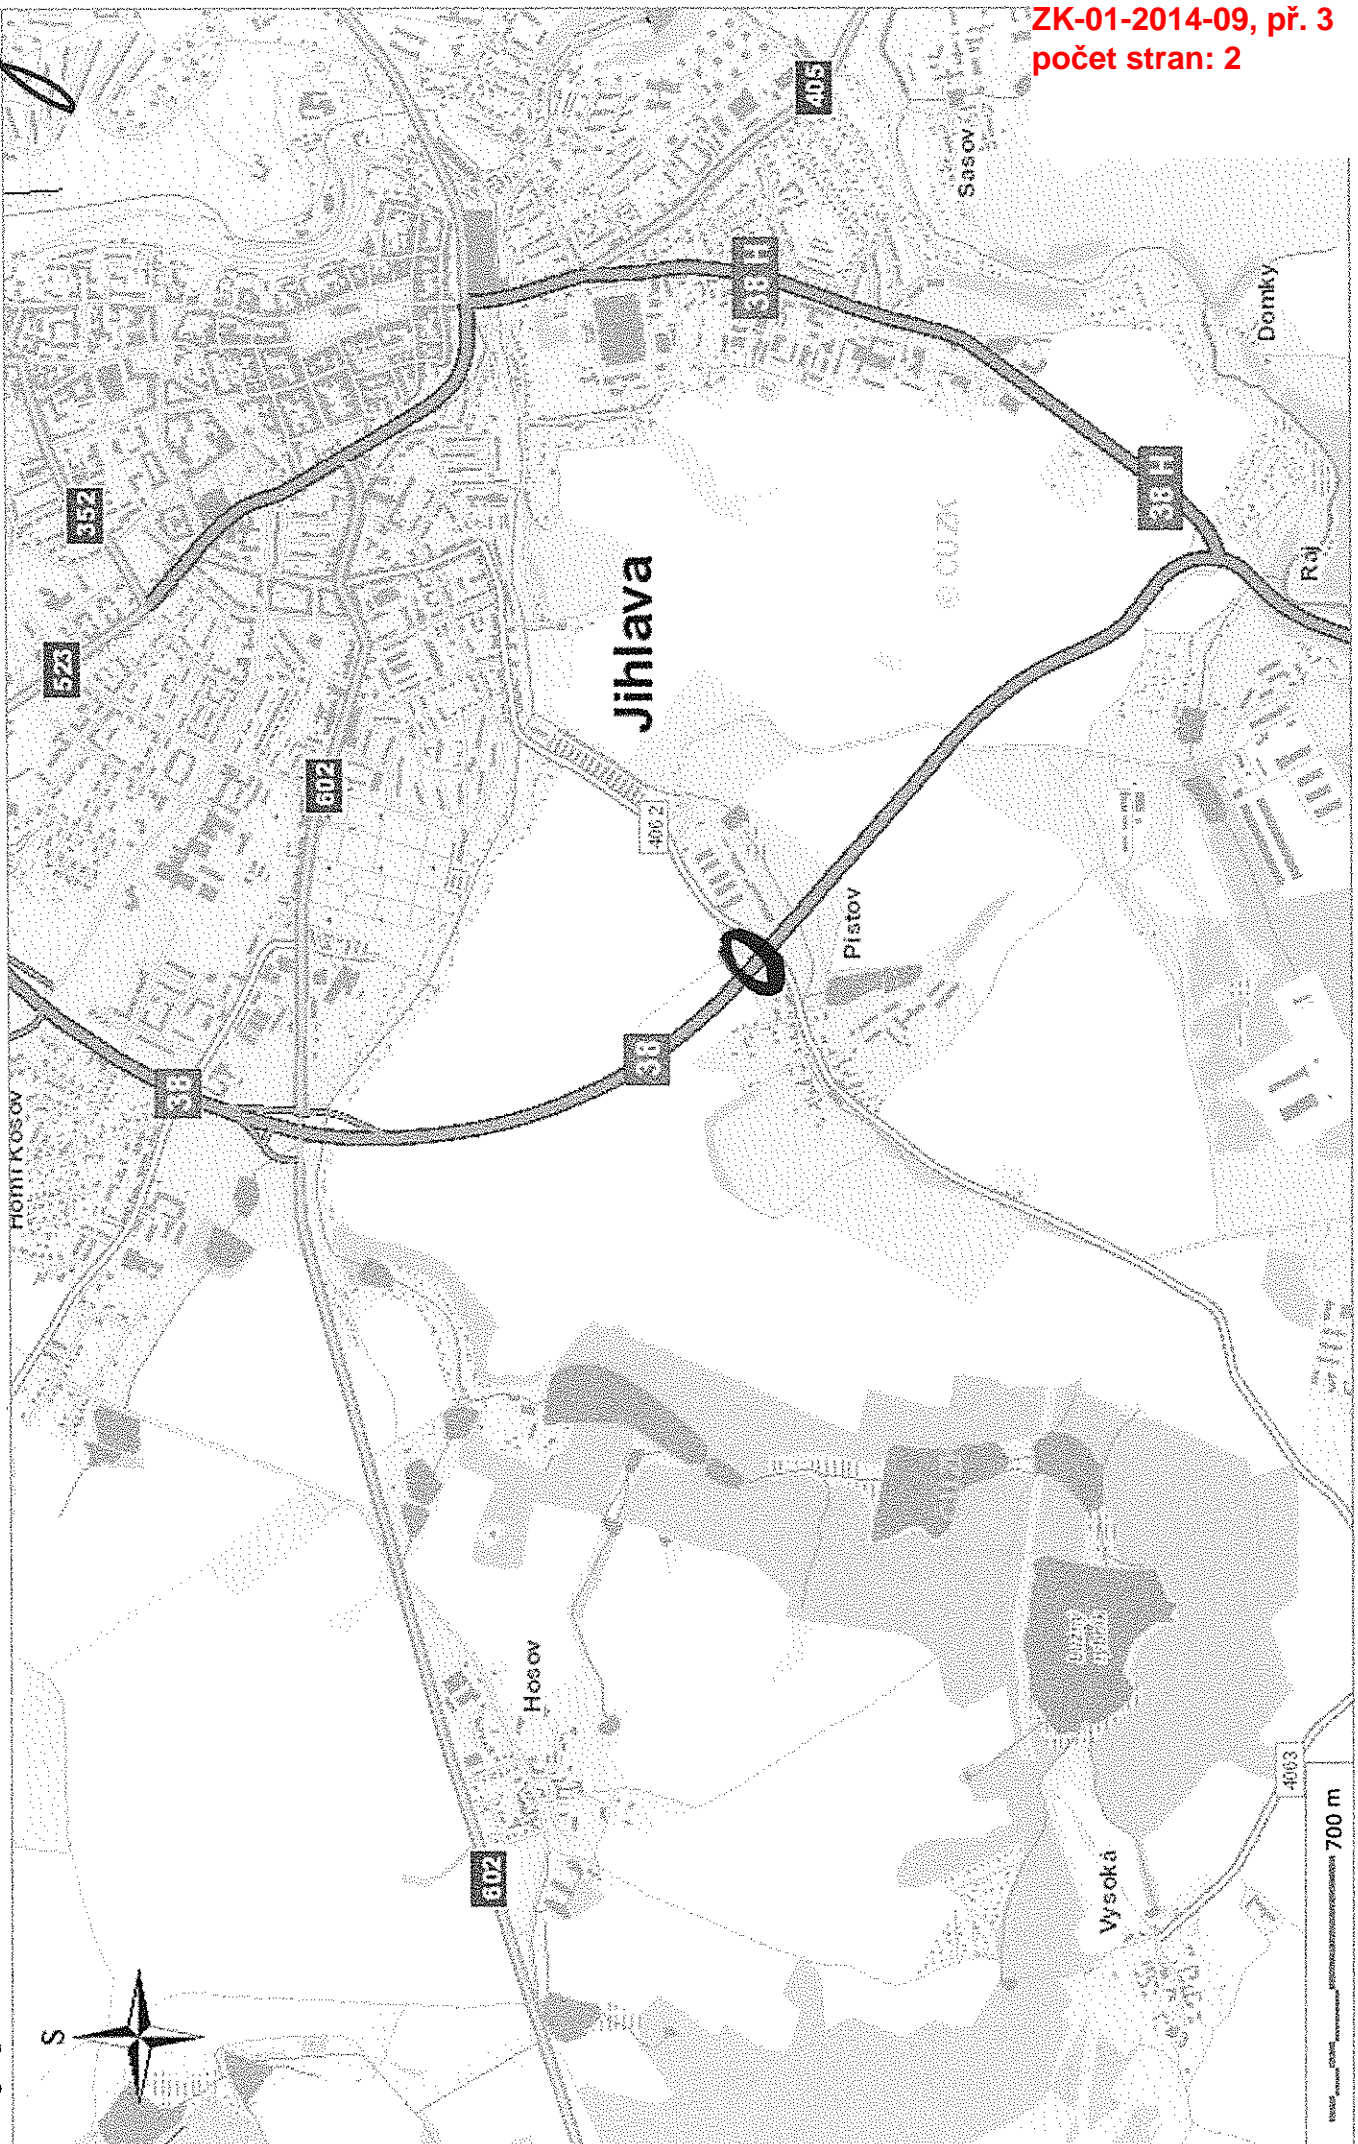 ZK-01-2014-09, př. 3
počet stran: 2
405
Sasov
38 H
Domky
352
38 H
Ráj
523
Jihlava
© ČÚZK
602
406 2
Pístov
38
38
Horní Kosov
Hosov
602
Vysoká
4063
700 m
S